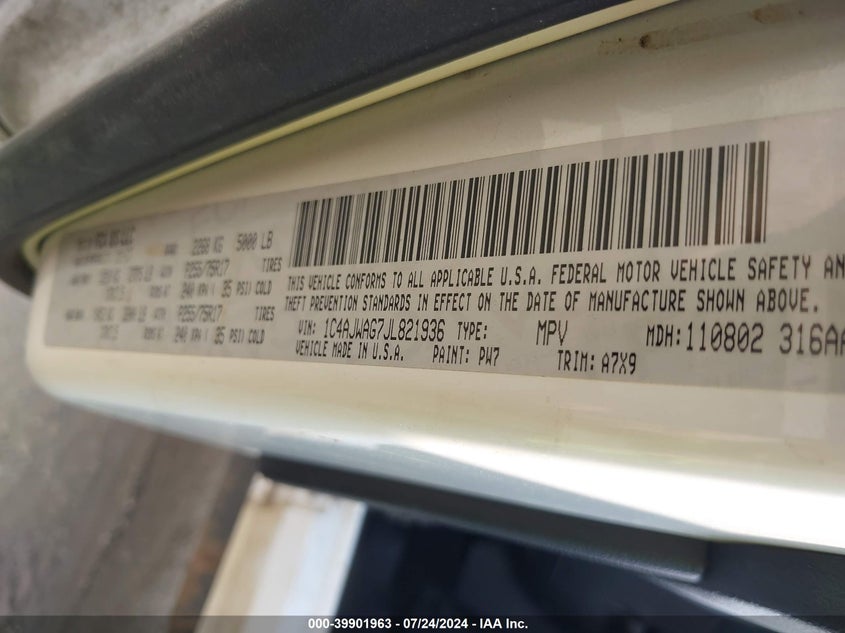 2268 KG 5000 LB
P255/75R17 TIRES
240 KPA / 35 PSI COLD
P255/75R17 TIRES
240 KPA / 35 PSI COLD
THIS VEHICLE CONFORMS TO ALL APPLICABLE U.S.A. FEDERAL MOTOR VEHICLE SAFETY AN
THEFT PREVENTION STANDARDS IN EFFECT ON THE DATE OF MANUFACTURE SHOWN ABOVE.
VIN: 1C4AJWAG7JL821936 TYPE: MPV MDH: 110802 316AA
VEHICLE MADE IN U.S.A. PAINT: PW7 TRIM: A7X9
000-39901963 - 07/24/2024 - IAA Inc.